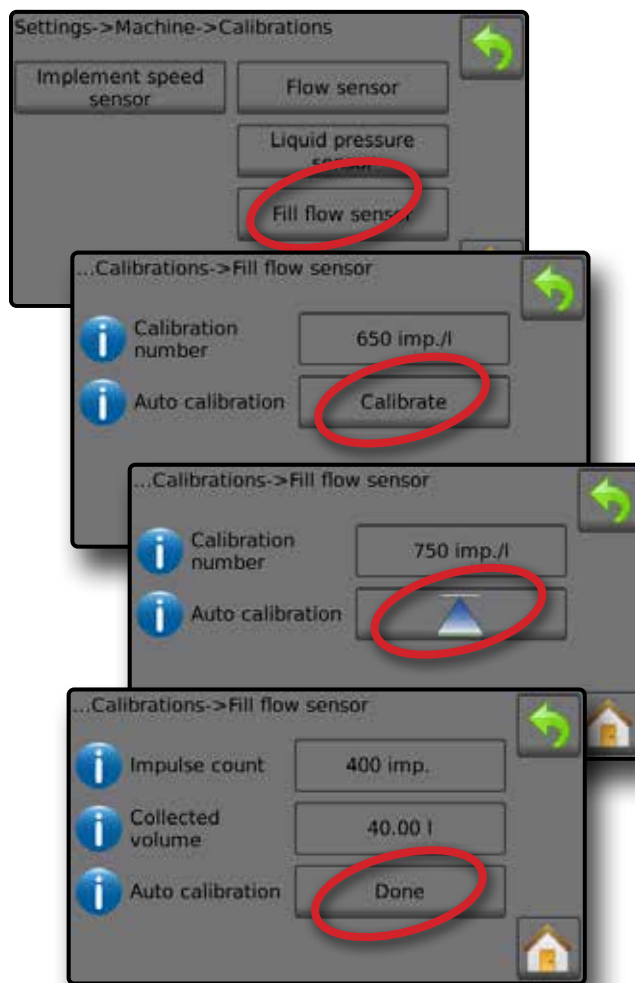 Settings->Machine->Calibrations
Implement speed
sensor
Flow sensor
Liquid pressure
sensor
Fill flow sensor
...Calibrations->Fill flow sensor
Calibration
number
650 imp./l
Auto calibration
Calibrate
...Calibrations->Fill flow sensor
Calibration
number
750 imp./l
Auto calibration
...Calibrations->Fill flow sensor
Impulse count
400 imp.
Collected
volume
40.00 l
Auto calibration
Done